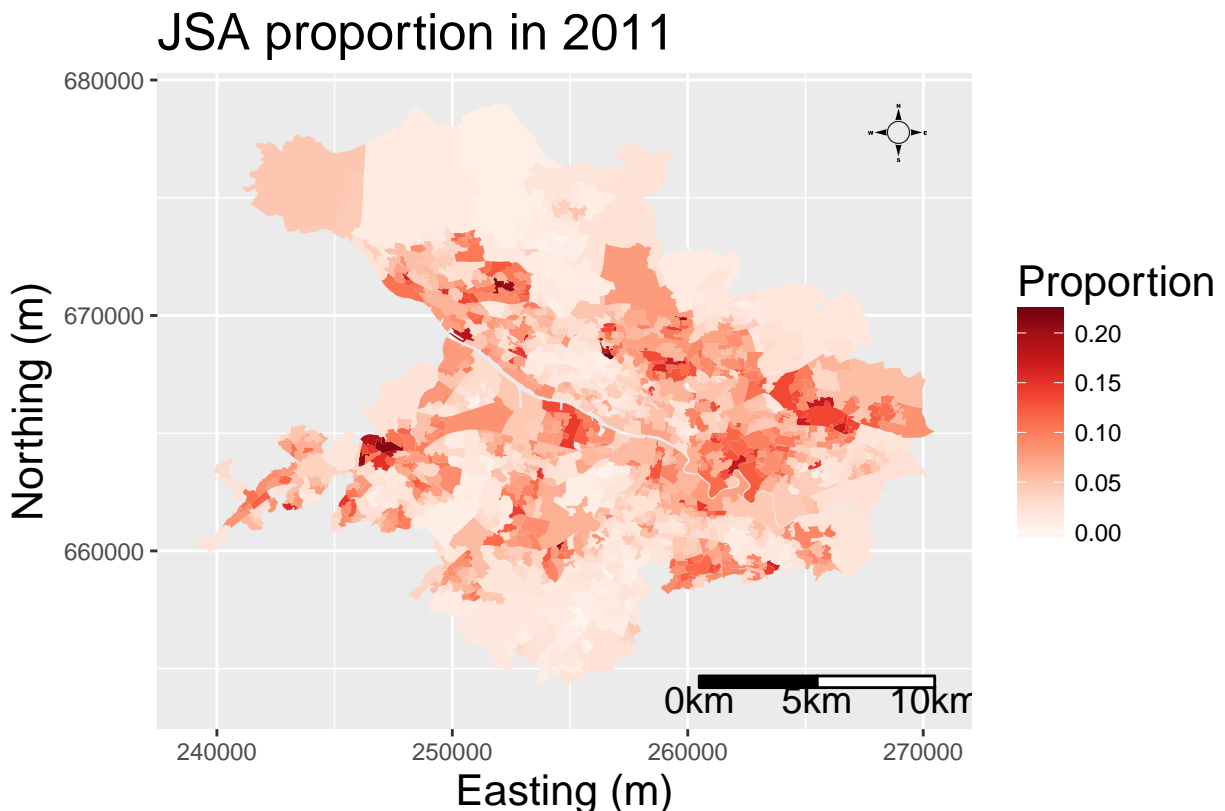 JSA proportion in 2011
680000
670000
660000
Northing (m)
240000
250000
260000
270000
Easting (m)
N
W
E
S
0km
5km
10km
Proportion
0.20
0.15
0.10
0.05
0.00